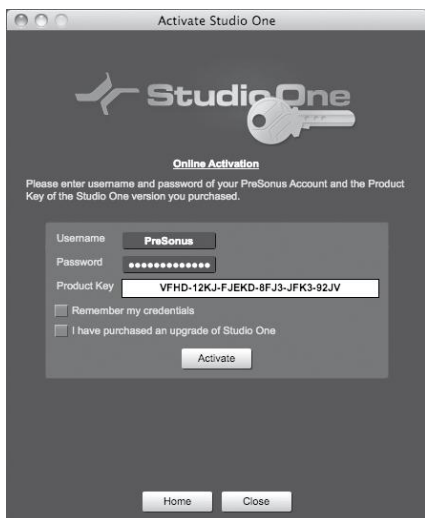 Activate Studio One
Studio One
Online Activation
Please enter username and password of your PreSonus Account and the Product
Key of the Studio One version you purchased.
Username PreSonus
Password •••••••••••••
Product Key VFHD-12KJ-FJEKD-8FJ3-JFK3-92JV
Remember my credentials
I have purchased an upgrade of Studio One
Activate
Home Close